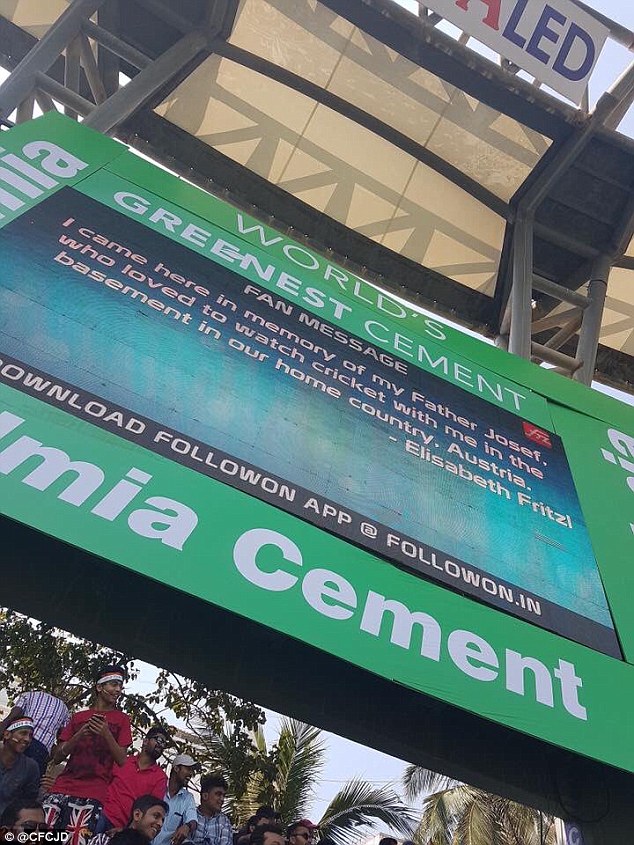 ALED
WORLD'S
GREENEST CEMENT
FAN MESSAGE
I came here in memory of my Father Josef,
who loved to watch cricket with me in the
basement in our home country, Austria.
- Elisabeth Fritzl
DOWNLOAD FOLLOWON APP @ FOLLOWON.IN
lmia Cement
mia
© @CFCJD